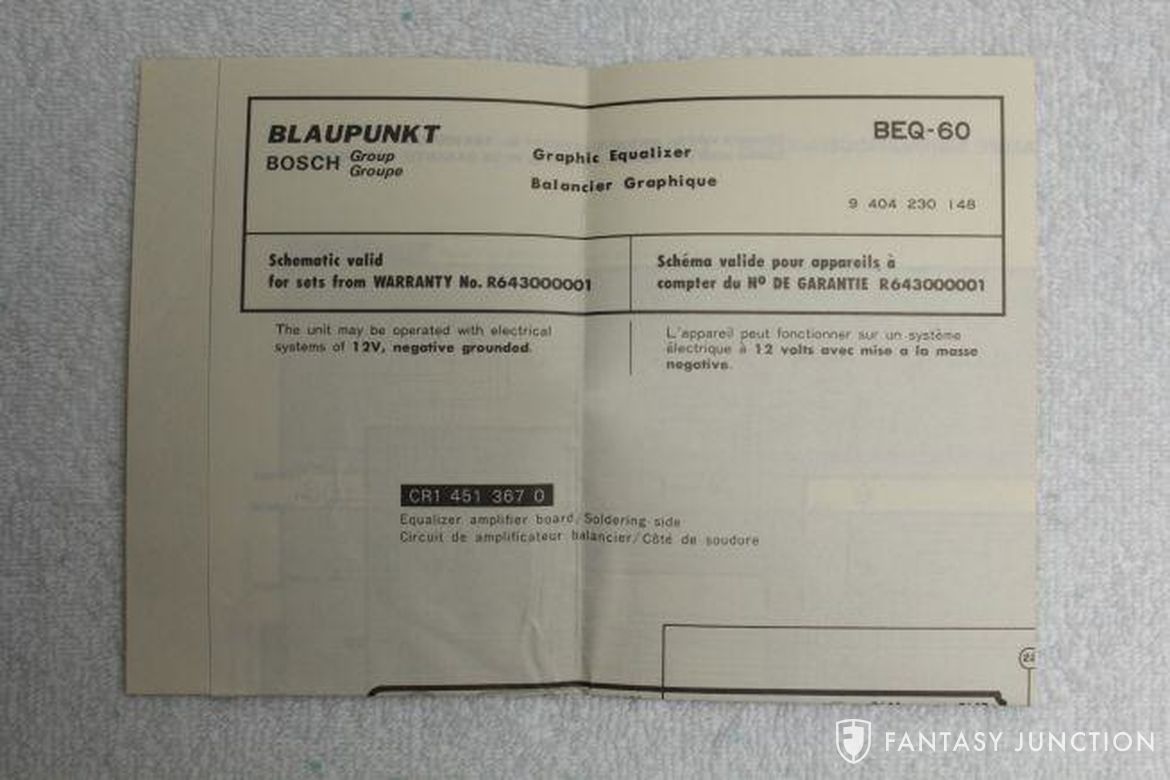 BLAUPUNKT
BOSCH Group
Groupe
Graphic Equalizer
Balancier Graphique
BEQ-60
9 404 230 148
Schematic valid
for sets from WARRANTY No. R643000001
Schéma valide pour appareils à
compter du Nº DE GARANTIE R643000001
The unit may be operated with electrical
systems of 12V, negative grounded.
L'appareil peut fonctionner sur un système
électrique à 12 volts avec mise a la masse
negative.
CR1 451 367 0
Equalizer amplifier board/Soldering side
Circuit de amplificateur balancier/Côté de soudore
FANTASY JUNCTION